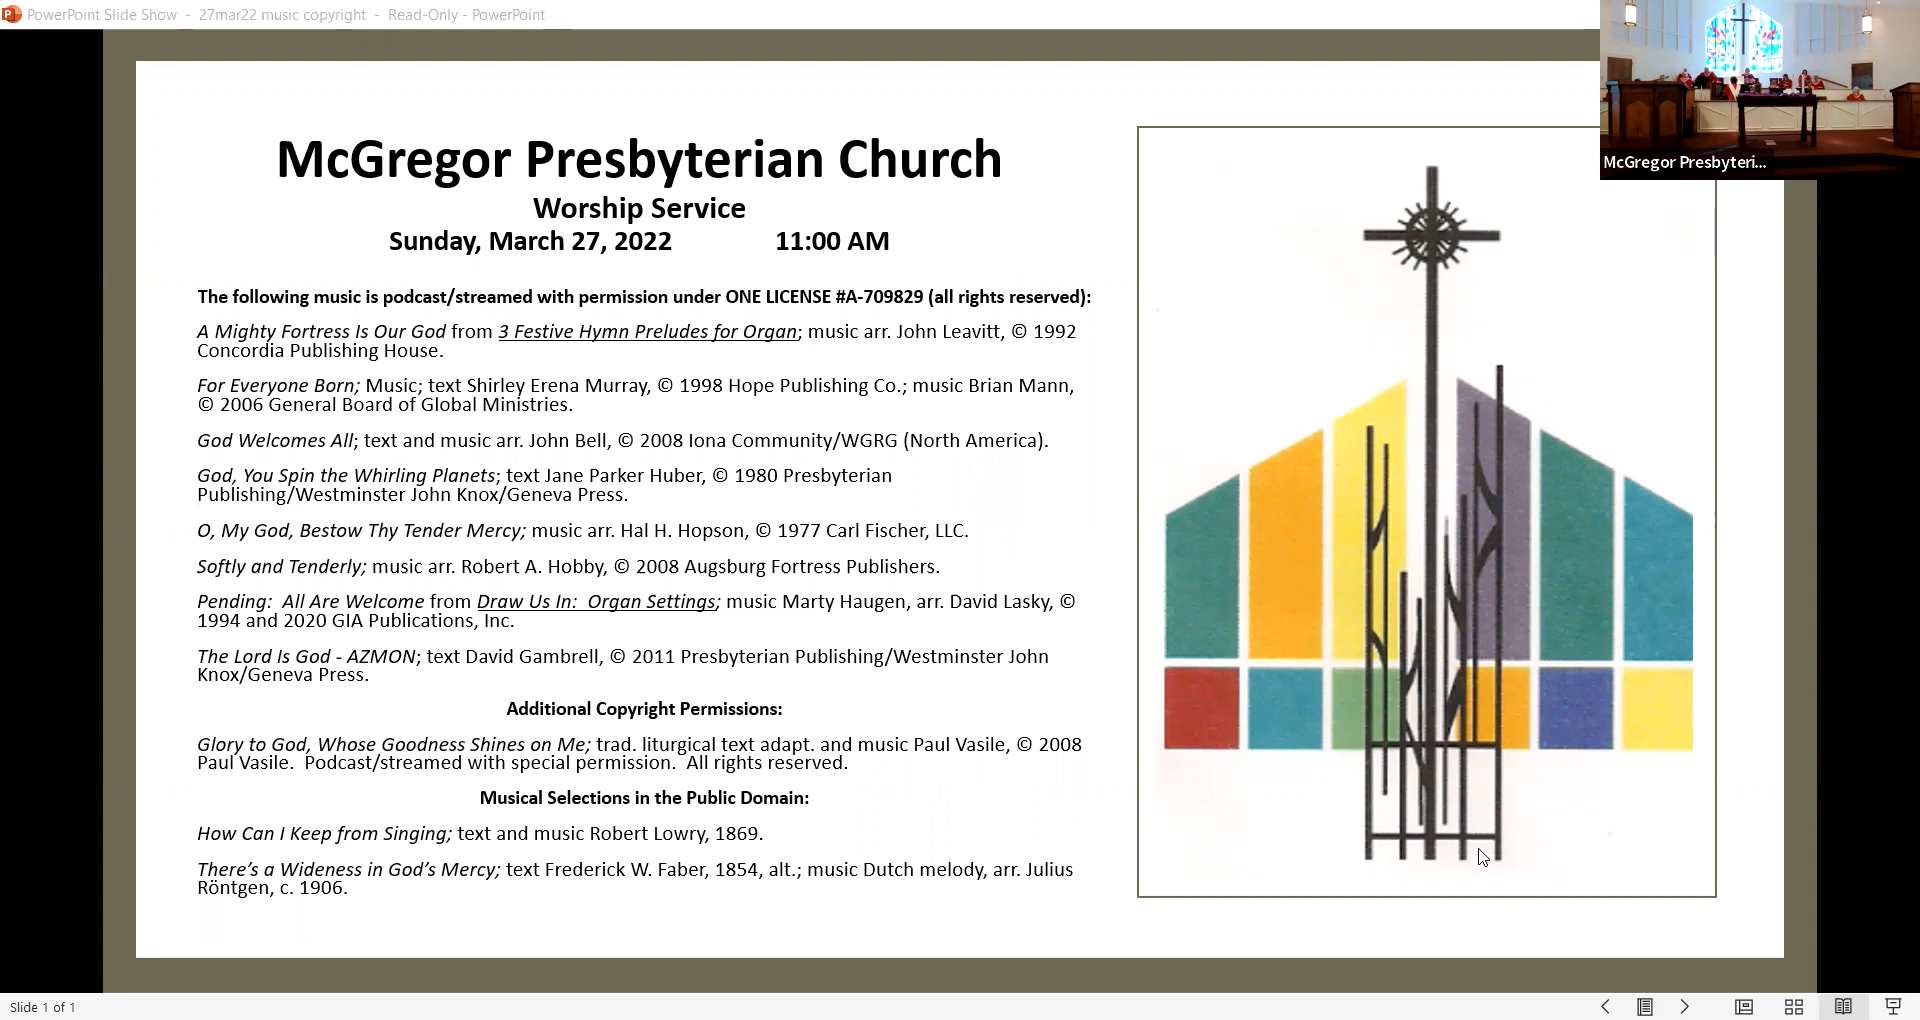 PowerPoint Slide Show - 27mar22 music copyright - Read-Only - PowerPoint
McGregor Presbyteri...
McGregor Presbyterian Church
Worship Service
Sunday, March 27, 2022 11:00 AM
The following music is podcast/streamed with permission under ONE LICENSE #A-709829 (all rights reserved):
A Mighty Fortress Is Our God from 3 Festive Hymn Preludes for Organ; music arr. John Leavitt, © 1992
Concordia Publishing House.
For Everyone Born; Music; text Shirley Erena Murray, © 1998 Hope Publishing Co.; music Brian Mann,
© 2006 General Board of Global Ministries.
God Welcomes All; text and music arr. John Bell, © 2008 Iona Community/WGRG (North America).
God, You Spin the Whirling Planets; text Jane Parker Huber, © 1980 Presbyterian
Publishing/Westminster John Knox/Geneva Press.
O, My God, Bestow Thy Tender Mercy; music arr. Hal H. Hopson, © 1977 Carl Fischer, LLC.
Softly and Tenderly; music arr. Robert A. Hobby, © 2008 Augsburg Fortress Publishers.
Pending: All Are Welcome from Draw Us In: Organ Settings; music Marty Haugen, arr. David Lasky, ©
1994 and 2020 GIA Publications, Inc.
The Lord Is God - AZMON; text David Gambrell, © 2011 Presbyterian Publishing/Westminster John
Knox/Geneva Press.
Additional Copyright Permissions:
Glory to God, Whose Goodness Shines on Me; trad. liturgical text adapt. and music Paul Vasile, © 2008
Paul Vasile. Podcast/streamed with special permission. All rights reserved.
Musical Selections in the Public Domain:
How Can I Keep from Singing; text and music Robert Lowry, 1869.
There's a Wideness in God's Mercy; text Frederick W. Faber, 1854, alt.; music Dutch melody, arr. Julius
Röntgen, c. 1906.
Slide 1 of 1